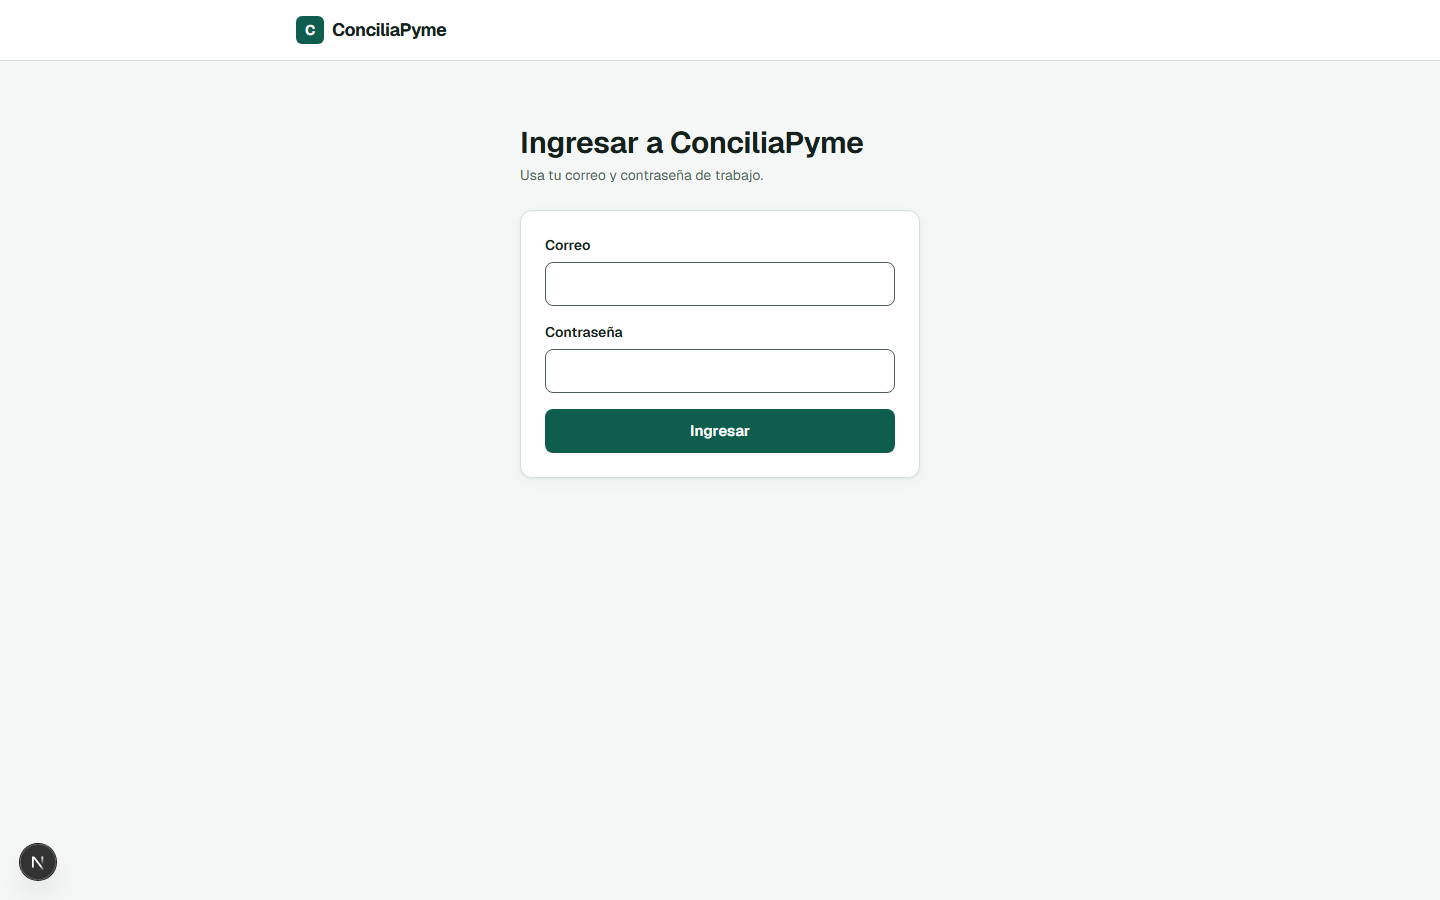 C ConciliaPyme
Ingresar a ConciliaPyme
Usa tu correo y contraseña de trabajo.
Correo
Contraseña
Ingresar
N